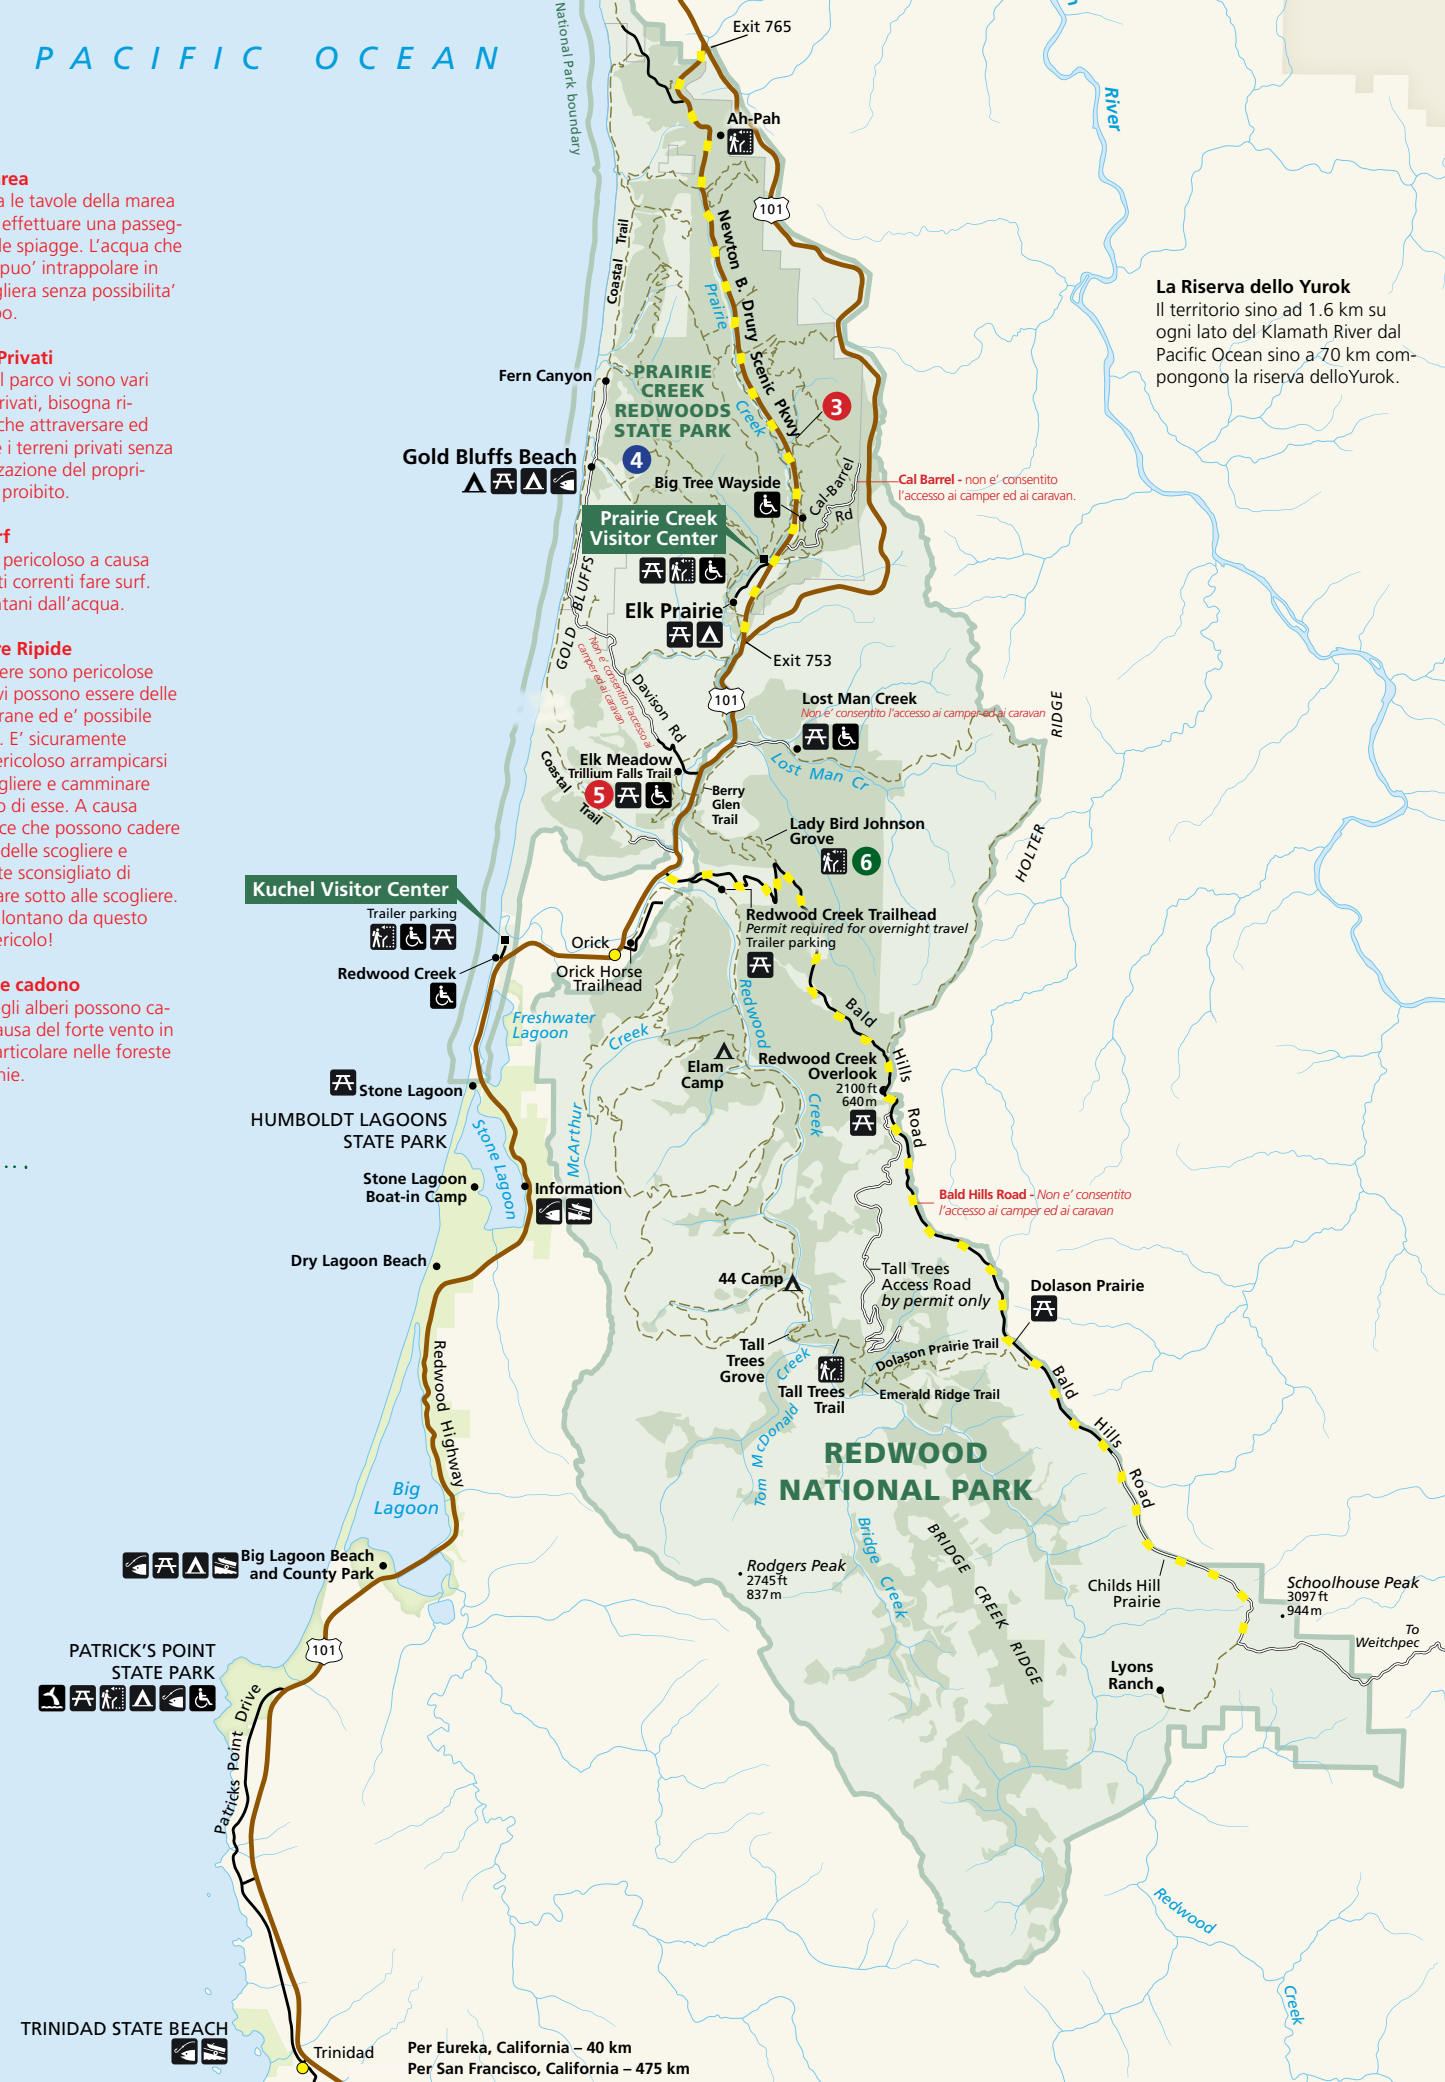 PACIFIC OCEAN
National Park boundary
Exit 765
River
Ah-Pah
101
Coastal Trail
Newton B. Drury Scenic Pkwy
Prairie Creek
area
a le tavole della marea
effettuare una passeg-
le spiagge. L’acqua che
puo’ intrappolare in
gliera senza possibilita’
po.
La Riserva dello Yurok
Il territorio sino ad 1.6 km su
ogni lato del Klamath River dal
Pacific Ocean sino a 70 km com-
pongono la riserva delloYurok.
Privati
l parco vi sono vari
rivati, bisogna ri-
che attraversare ed
e i terreni privati senza
zzazione del propri-
proibito.
Fern Canyon
PRAIRIE
CREEK
REDWOODS
STATE PARK
3
4
Gold Bluffs Beach
Big Tree Wayside
Cal-Barrel
Rd
Cal Barrel - non e’ consentito
l’accesso ai camper ed ai caravan.
Prairie Creek
Visitor Center
rf
pericoloso a causa
ti correnti fare surf.
ntani dall’acqua.
GOLD BLUFFS
Elk Prairie
Exit 753
re Ripide
ere sono pericolose
vi possono essere delle
rane ed e’ possibile
. E’ sicuramente
ericoloso arrampicarsi
gliere e camminare
o di esse. A causa
ce che possono cadere
delle scogliere e
te sconsigliato di
are sotto alle scogliere.
lontano da questo
ericolo!
Non e’ consentito l’accesso ai
camper ed ai caravan
Davison Rd
101
Lost Man Creek
Non e’ consentito l’accesso ai camper ed ai caravan
Lost Man Cr
HOLTER RIDGE
Elk Meadow
Trillium Falls Trail
5
Coastal Trail
Berry
Glen
Trail
Lady Bird Johnson
Grove
6
Kuchel Visitor Center
Trailer parking
Redwood Creek Trailhead
Permit required for overnight travel
Trailer parking
Orick
Orick Horse
Trailhead
Redwood Creek
e cadono
egli alberi possono ca-
ausa del forte vento in
articolare nelle foreste
nie.
Freshwater
Lagoon
McArthur Creek
Redwood Creek
Bald Hills Road
Elam
Camp
Redwood Creek
Overlook
2100 ft
640 m
Stone Lagoon
HUMBOLDT LAGOONS
STATE PARK
Stone Lagoon
Stone Lagoon
Boat-in Camp
Information
Bald Hills Road - Non e’ consentito
l’accesso ai camper ed ai caravan
Dry Lagoon Beach
44 Camp
Tall Trees
Access Road
by permit only
Dolason Prairie
Tall
Trees
Grove
Dolason Prairie Trail
Tall Trees
Trail
Emerald Ridge Trail
Tom McDonald Creek
Bald Hills Road
Redwood Highway
REDWOOD
NATIONAL PARK
Big
Lagoon
Bridge Creek
BRIDGE CREEK RIDGE
Big Lagoon Beach
and County Park
Rodgers Peak
2745 ft
837 m
Childs Hill
Prairie
Schoolhouse Peak
3097 ft
944 m
To
Weitchpec
Lyons
Ranch
101
PATRICK’S POINT
STATE PARK
Patricks Point Drive
Redwood Creek
TRINIDAD STATE BEACH
Trinidad
Per Eureka, California – 40 km
Per San Francisco, California – 475 km